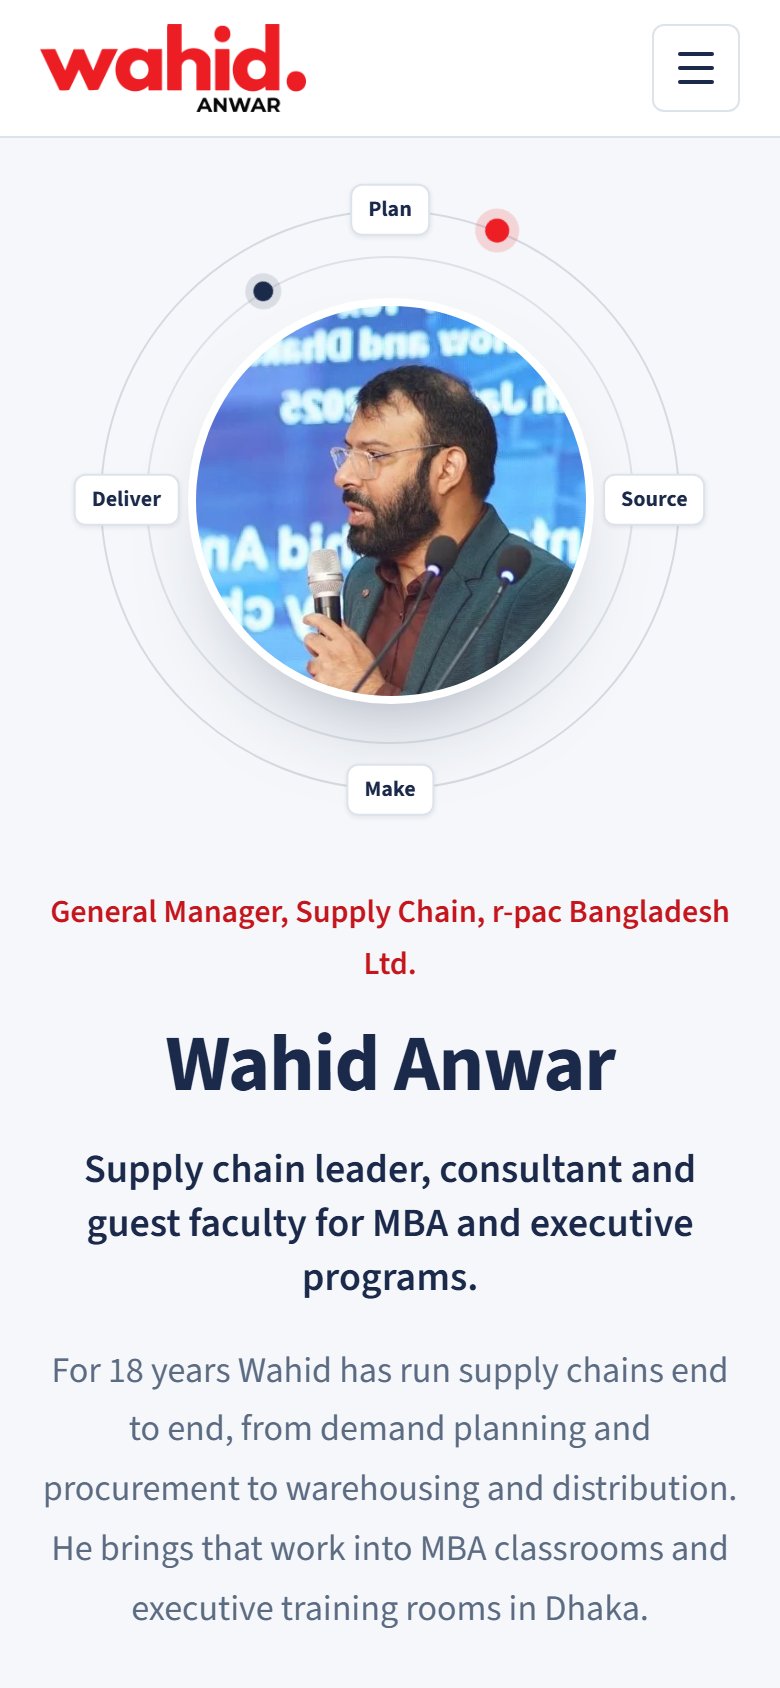 wahid.
ANWAR
Plan
Deliver
Source
Make
General Manager, Supply Chain, r-pac Bangladesh
Ltd.
Wahid Anwar
Supply chain leader, consultant and
guest faculty for MBA and executive
programs.
For 18 years Wahid has run supply chains end
to end, from demand planning and
procurement to warehousing and distribution.
He brings that work into MBA classrooms and
executive training rooms in Dhaka.